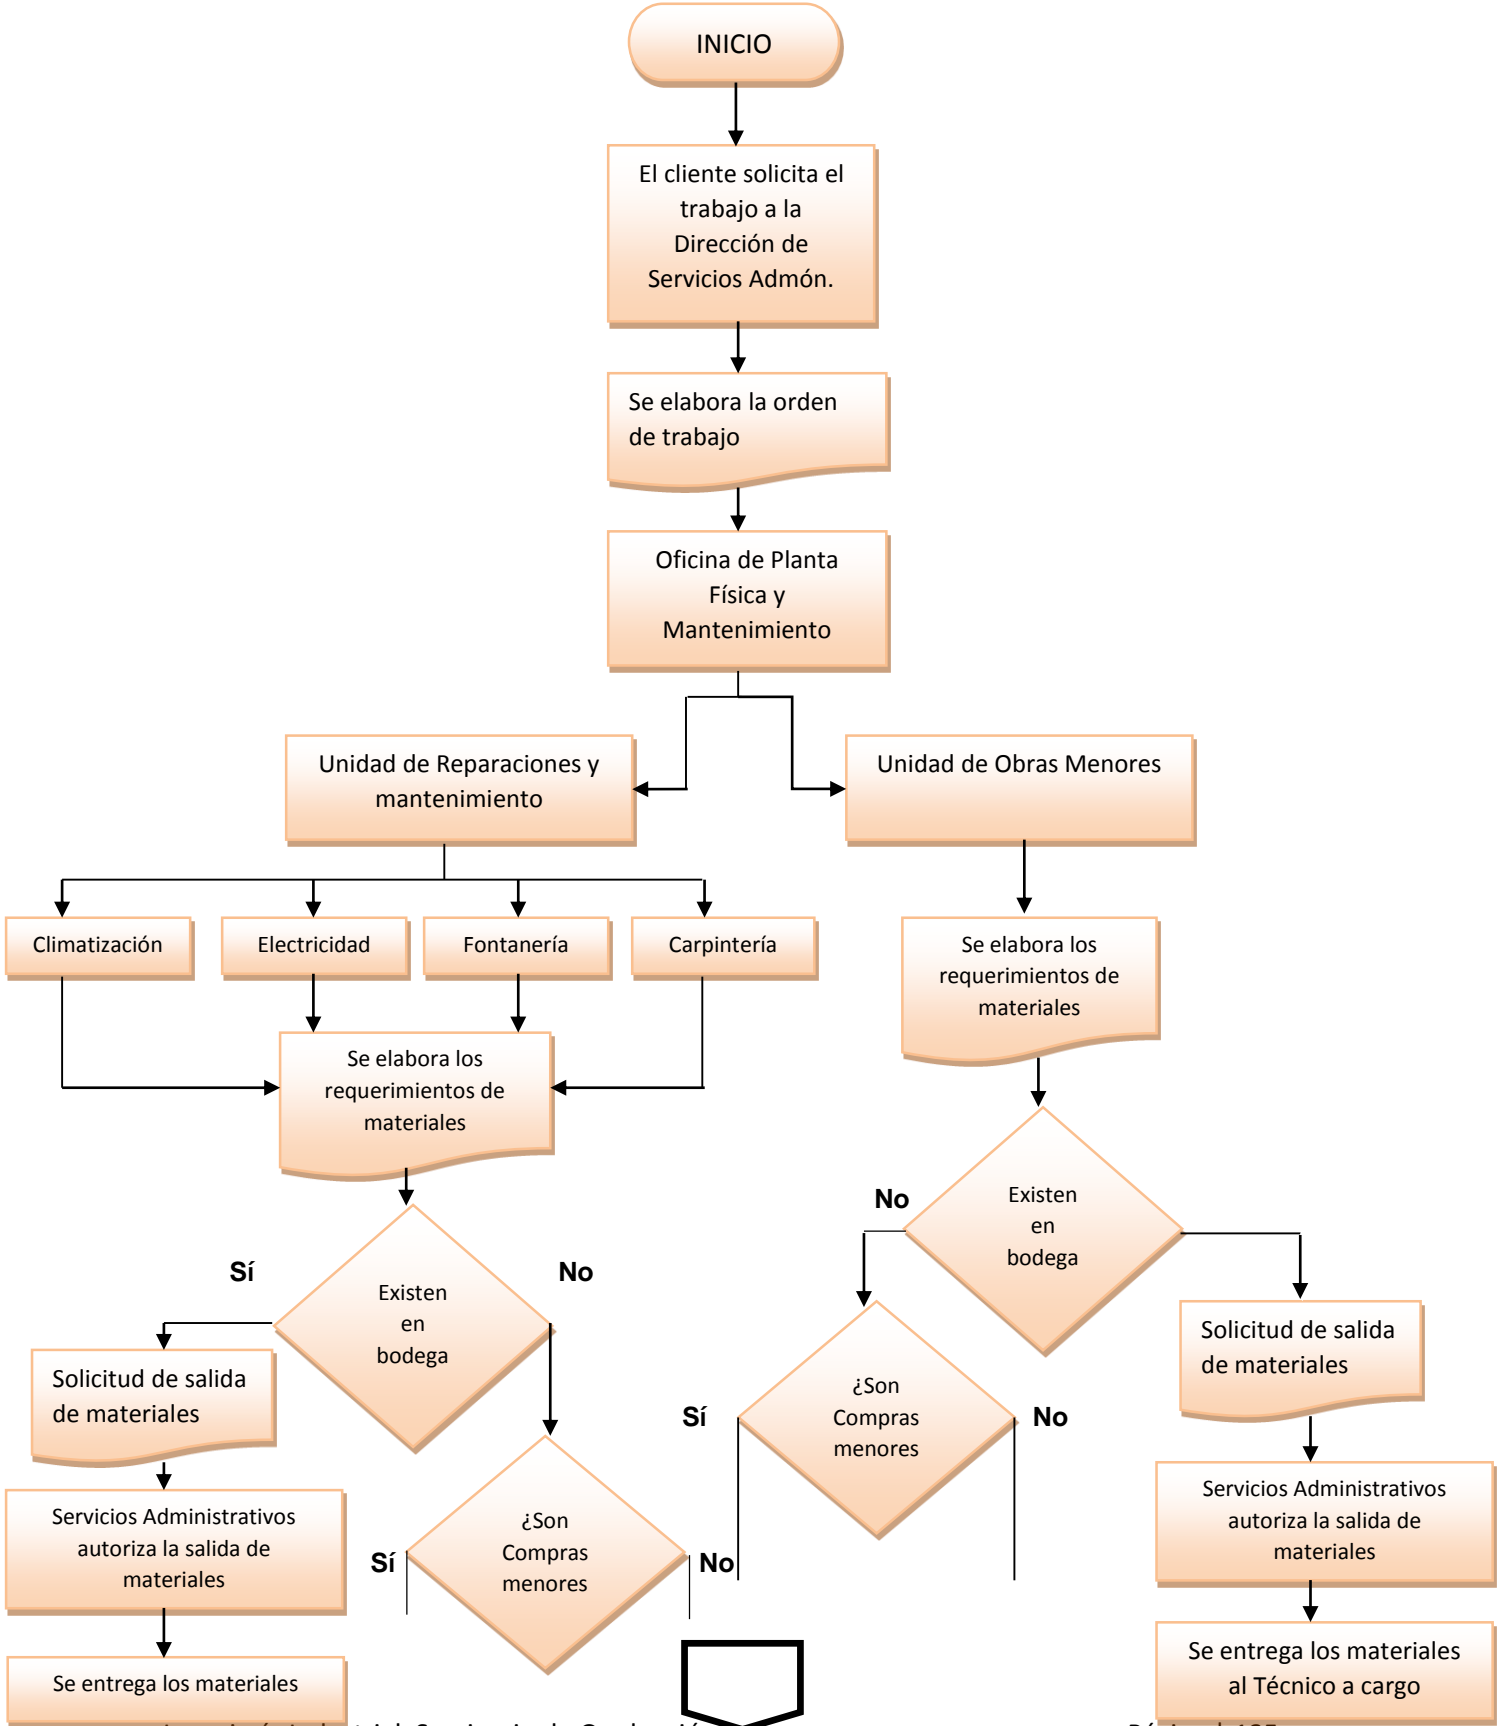 INICIO
El cliente solicita el
trabajo a la
Dirección de
Servicios Admón.
Se elabora la orden
de trabajo
Oficina de Planta
Física y
Mantenimiento
Unidad de Reparaciones y
mantenimiento
Unidad de Obras Menores
Climatización
Electricidad
Fontanería
Carpintería
Se elabora los
requerimientos de
materiales
Se elabora los
requerimientos de
materiales
No
Existen
en
bodega
Sí
No
Existen
en
bodega
Solicitud de salida
de materiales
Solicitud de salida
de materiales
¿Son
Compras
menores
Sí
No
Servicios Administrativos
autoriza la salida de
materiales
¿Son
Compras
menores
Sí
No
Servicios Administrativos
autoriza la salida de
materiales
Se entrega los materiales
Se entrega los materiales
al Técnico a cargo